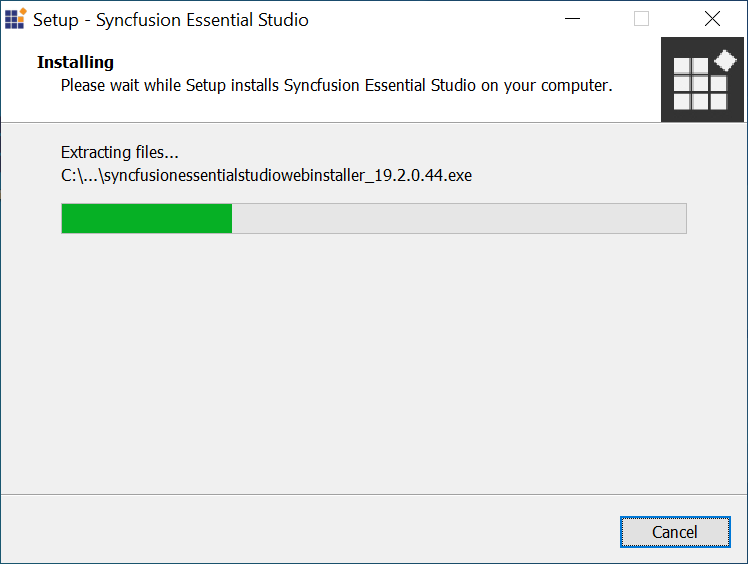 Setup - Syncfusion Essential Studio
Installing
Please wait while Setup installs Syncfusion Essential Studio on your computer.
Extracting files...
C:\...\syncfusionessentialstudiowebinstaller_19.2.0.44.exe
Cancel